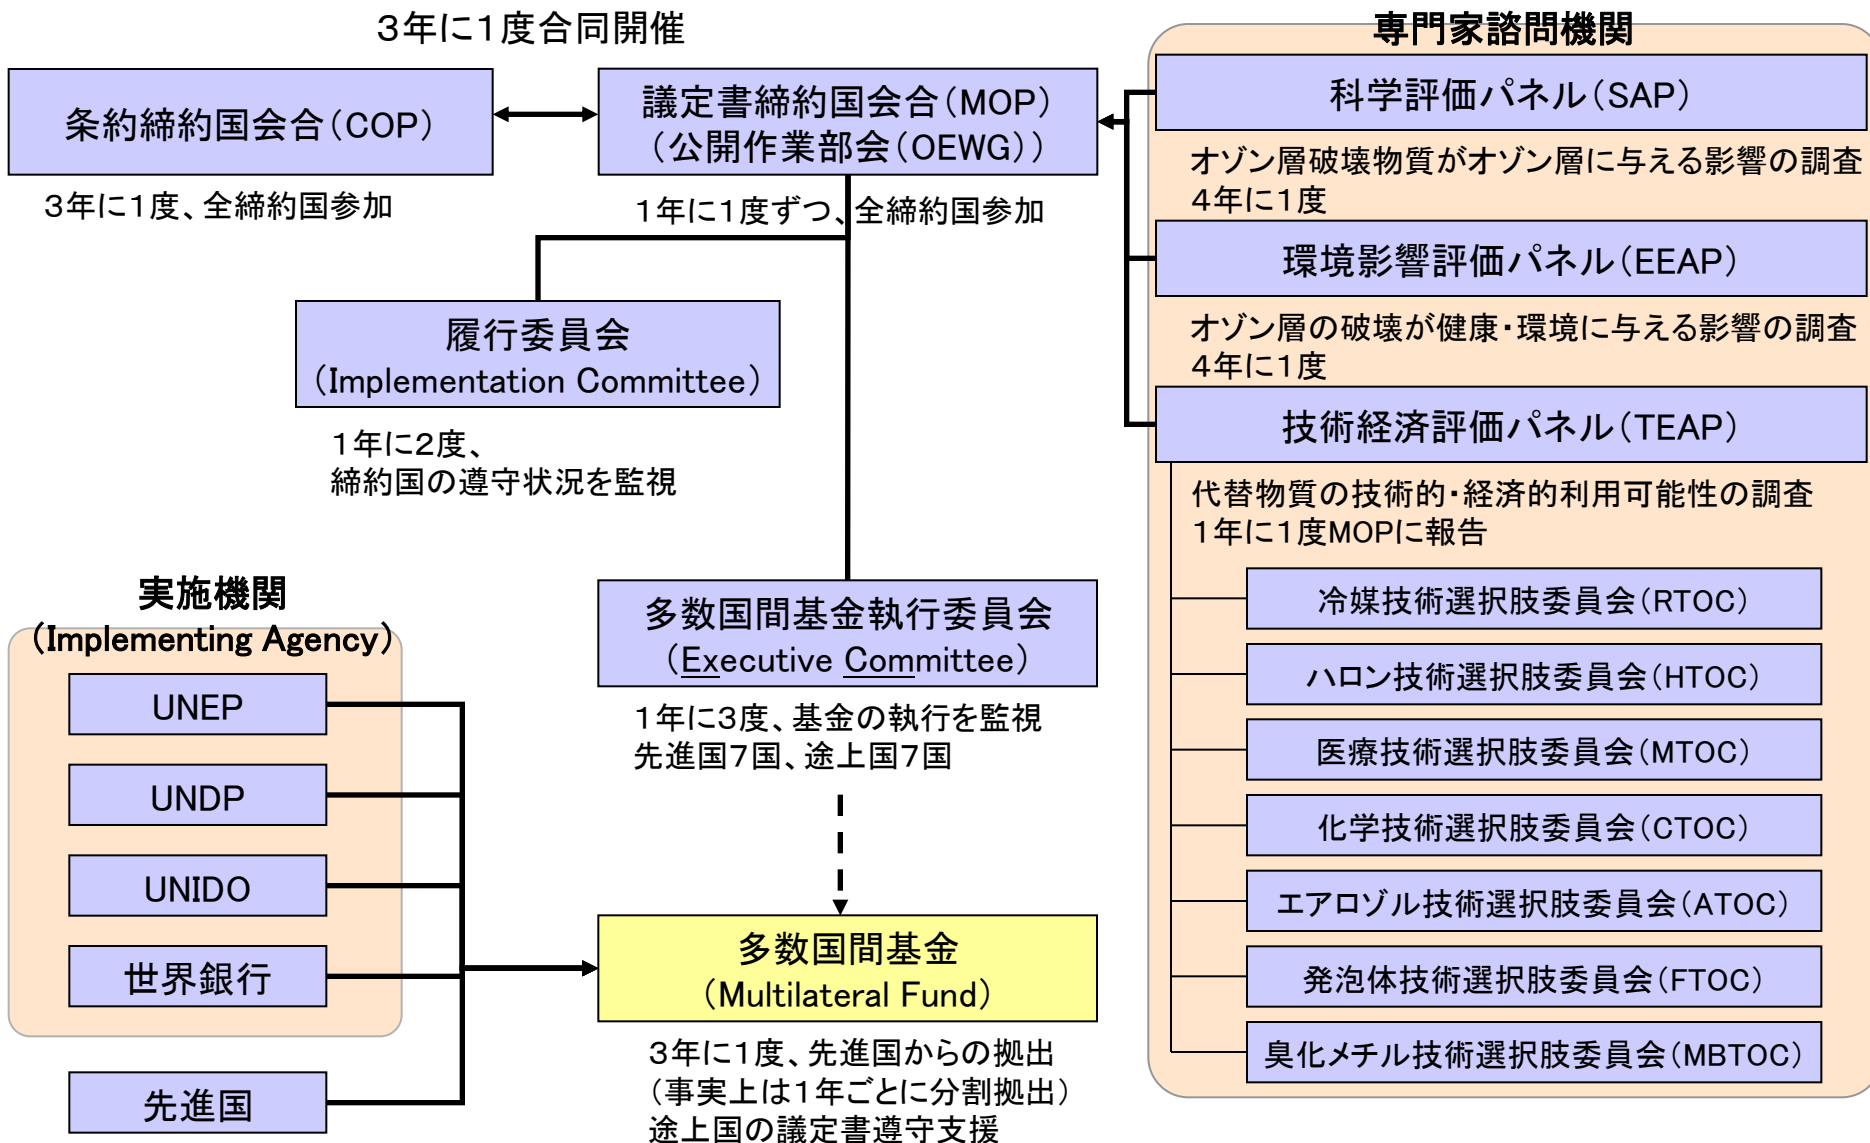 3年に1度合同開催
条約締約国会合(COP)
3年に1度、全締約国参加
議定書締約国会合(MOP)
(公開作業部会(OEWG))
1年に1度ずつ、全締約国参加
履行委員会
(Implementation Committee)
1年に2度、
締約国の遵守状況を監視
多数国間基金執行委員会
(Executive Committee)
1年に3度、基金の執行を監視
先進国7国、途上国7国
実施機関
(Implementing Agency)
UNEP
UNDP
UNIDO
世界銀行
先進国
多数国間基金
(Multilateral Fund)
3年に1度、先進国からの拠出
(事実上は1年ごとに分割拠出)
途上国の議定書遵守支援
専門家諮問機関
科学評価パネル(SAP)
オゾン層破壊物質がオゾン層に与える影響の調査
4年に1度
環境影響評価パネル(EEAP)
オゾン層の破壊が健康・環境に与える影響の調査
4年に1度
技術経済評価パネル(TEAP)
代替物質の技術的・経済的利用可能性の調査
1年に1度MOPに報告
冷媒技術選択肢委員会(RTOC)
ハロン技術選択肢委員会(HTOC)
医療技術選択肢委員会(MTOC)
化学技術選択肢委員会(CTOC)
エアロゾル技術選択肢委員会(ATOC)
発泡体技術選択肢委員会(FTOC)
臭化メチル技術選択肢委員会(MBTOC)